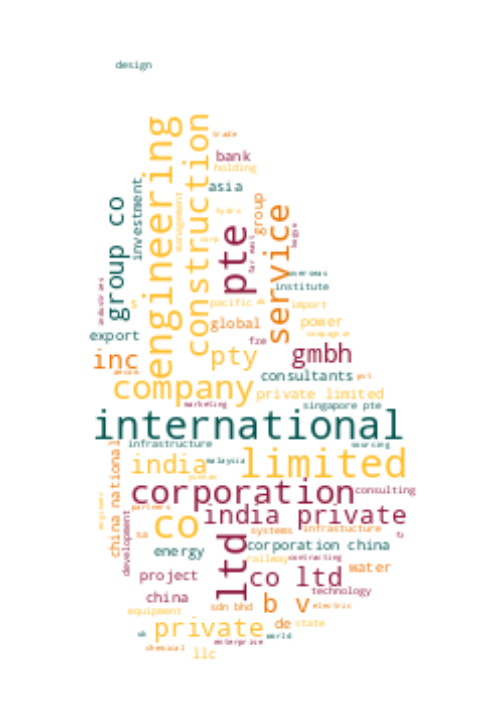 design
trade
engineering
construction
bank
holding
asia
investment
management
group co
group
service
hydro
pte
corp
far east
overseas
institute
industries
pacific
import
global
power
export
fze
inc
pty
gmbh
company
consultants
private limited
marketing
singapore pte
international
infrastructure
sourcing
china national
india
malaysia
limited
corporation
consulting
engineer
partners
co
india private
development
sa
systems
infrastucture
energy
corporation china
railway
contracting
ltd
project
co ltd
water
technology
china
equipment
sdn bhd
b v
electric
private
de
state
uk
world
enterprise
chemical
llc